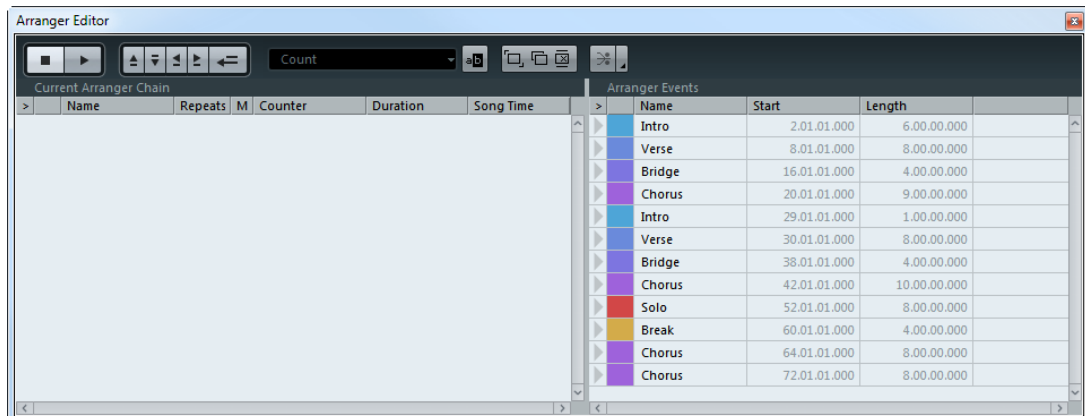 Arranger Editor
Count
ab
Current Arranger Chain
Arranger Events
> Name Repeats M Counter Duration Song Time
> Name Start Length
Intro 2.01.01.000 6.00.00.000
Verse 8.01.01.000 8.00.00.000
Bridge 16.01.01.000 4.00.00.000
Chorus 20.01.01.000 9.00.00.000
Intro 29.01.01.000 1.00.00.000
Verse 30.01.01.000 8.00.00.000
Bridge 38.01.01.000 4.00.00.000
Chorus 42.01.01.000 10.00.00.000
Solo 52.01.01.000 8.00.00.000
Break 60.01.01.000 4.00.00.000
Chorus 64.01.01.000 8.00.00.000
Chorus 72.01.01.000 8.00.00.000